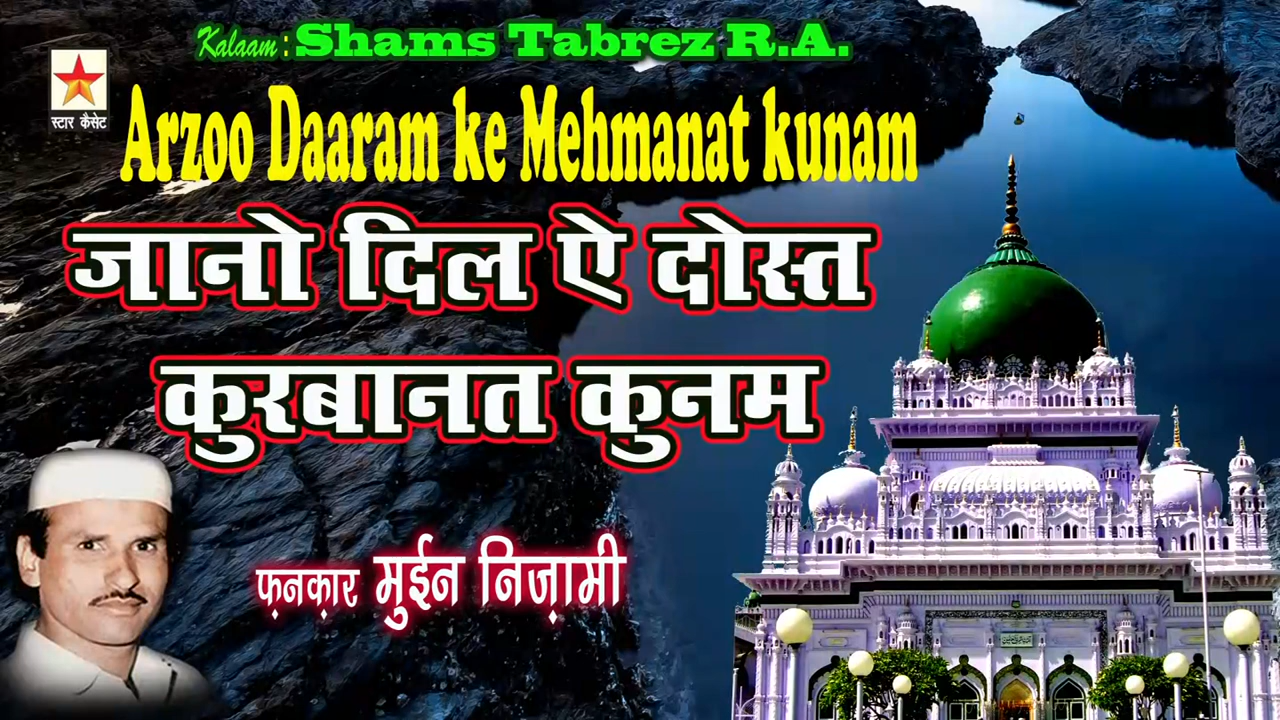 Kalaam : Shams Tabrez R.A.
स्टार कैसेट
Arzoo Daaram ke Mehmanat kunam
जानो दिल ऐ दोस्त
कुरबानत कुनम
फ़नक़ार मुईन निज़ामी